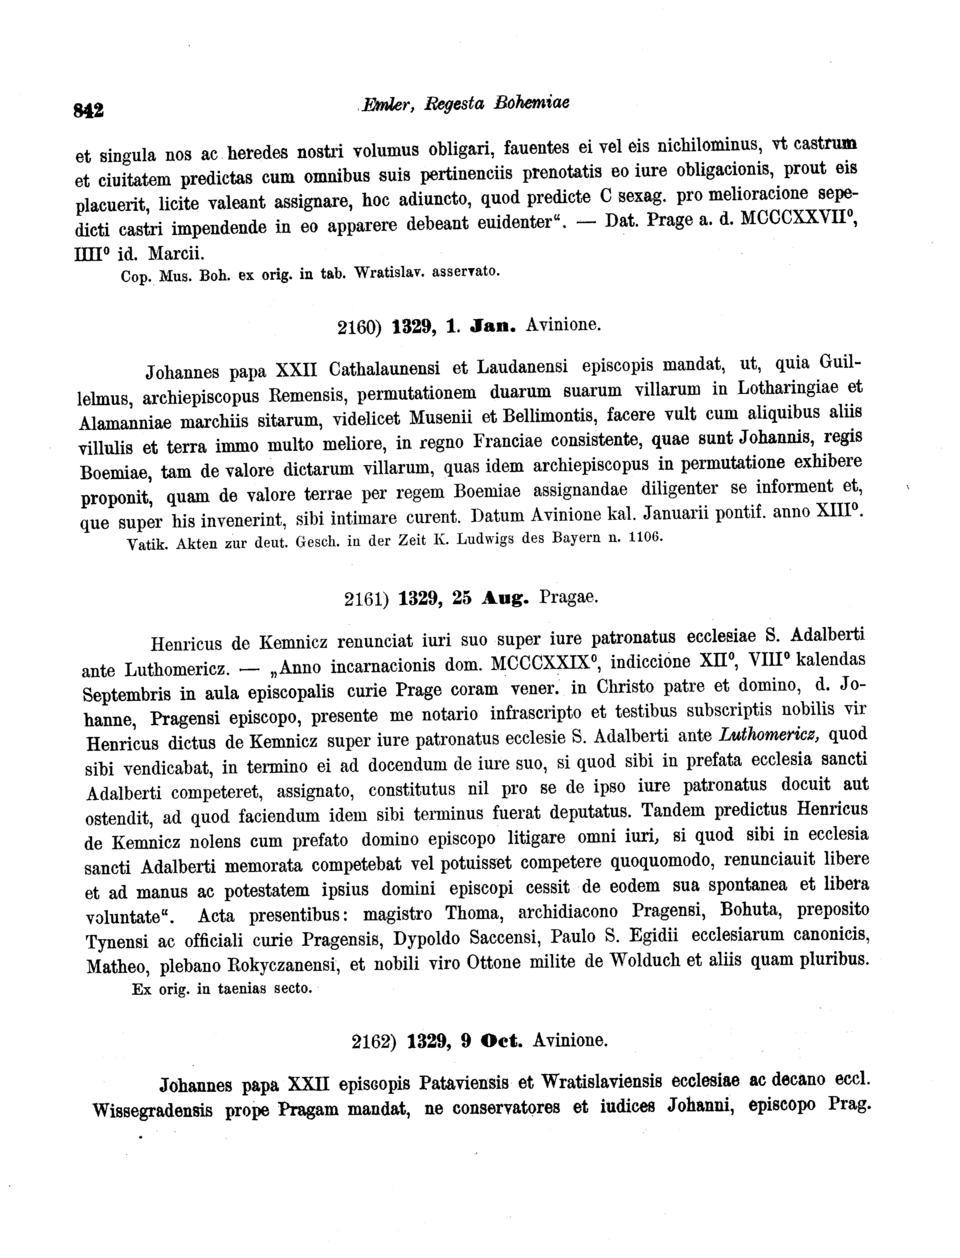 842
Emler, Regesta Bohemiae
et singula nos ac heredes nostri volumus obligari, fauentes ei vel eis nichilominus, vt castrum
et ciuitatem predictas cum omnibus suis pertinenciis prenotatis eo iure obligacionis, prout eis
placuerit, licite valeant assignare, hoc adiuncto, quod predicte C sexag. pro melioracione sepe-
dicti castri impendende in eo apparere debeant euidenter“. — Dat. Prage a. d. MCCCXXVII⁰,
IIII⁰ id. Marcii.
Cop. Mus. Boh. ex orig. in tab. Wratislav. asservato.
2160) 1329, 1. Jan. Avinione.
Johannes papa XXII Cathalaunensi et Laudanensi episcopis mandat, ut, quia Guil-
lelmus, archiepiscopus Remensis, permutationem duarum suarum villarum in Lotharingiae et
Alamanniae marchiis sitarum, videlicet Musenii et Bellimontis, facere vult cum aliquibus aliis
villulis et terra immo multo meliore, in regno Franciae consistente, quae sunt Johannis, regis
Boemiae, tam de valore dictarum villarum, quas idem archiepiscopus in permutatione exhibere
proponit, quam de valore terrae per regem Boemiae assignandae diligenter se informent et,
que super his invenerint, sibi intimare curent. Datum Avinione kal. Januarii pontif. anno XIII⁰.
Vatik. Akten zur deut. Gesch. in der Zeit K. Ludwigs des Bayern n. 1106.
2161) 1329, 25 Aug. Pragae.
Henricus de Kemnicz renunciat iuri suo super iure patronatus ecclesiae S. Adalberti
ante Luthomericz. — „Anno incarnacionis dom. MCCCXXIX⁰, indiccione XII⁰, VIII⁰ kalendas
Septembris in aula episcopalis curie Prage coram vener. in Christo patre et domino, d. Jo-
hanne, Pragensi episcopo, presente me notario infrascripto et testibus subscriptis nobilis vir
Henricus dictus de Kemnicz super iure patronatus ecclesie S. Adalberti ante Luthomericz, quod
sibi vendicabat, in termino ei ad docendum de iure suo, si quod sibi in prefata ecclesia sancti
Adalberti competeret, assignato, constitutus nil pro se de ipso iure patronatus docuit aut
ostendit, ad quod faciendum idem sibi terminus fuerat deputatus. Tandem predictus Henricus
de Kemnicz nolens cum prefato domino episcopo litigare omni iuri, si quod sibi in ecclesia
sancti Adalberti memorata competebat vel potuisset competere quoquomodo, renunciauit libere
et ad manus ac potestatem ipsius domini episcopi cessit de eodem sua spontanea et libera
voluntate“. Acta presentibus: magistro Thoma, archidiacono Pragensi, Bohuta, preposito
Tynensi ac officiali curie Pragensis, Dypoldo Saccensi, Paulo S. Egidii ecclesiarum canonicis,
Matheo, plebano Rokyczanensi, et nobili viro Ottone milite de Wolduch et aliis quam pluribus.
Ex orig. in taenias secto.
2162) 1329, 9 Oct. Avinione.
Johannes papa XXII episcopis Pataviensis et Wratislaviensis ecclesiae ac decano eccl.
Wissegradensis prope Pragam mandat, ne conservatores et iudices Johanni, episcopo Prag.